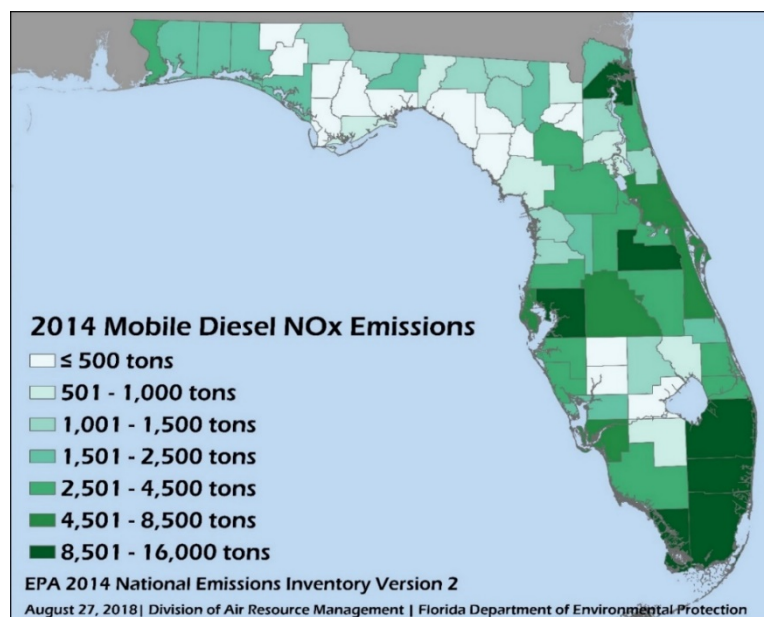 2014 Mobile Diesel NOx Emissions
≤ 500 tons
501 - 1,000 tons
1,001 - 1,500 tons
1,501 - 2,500 tons
2,501 - 4,500 tons
4,501 - 8,500 tons
8,501 - 16,000 tons
EPA 2014 National Emissions Inventory Version 2
August 27, 2018| Division of Air Resource Management | Florida Department of Environmental Protection